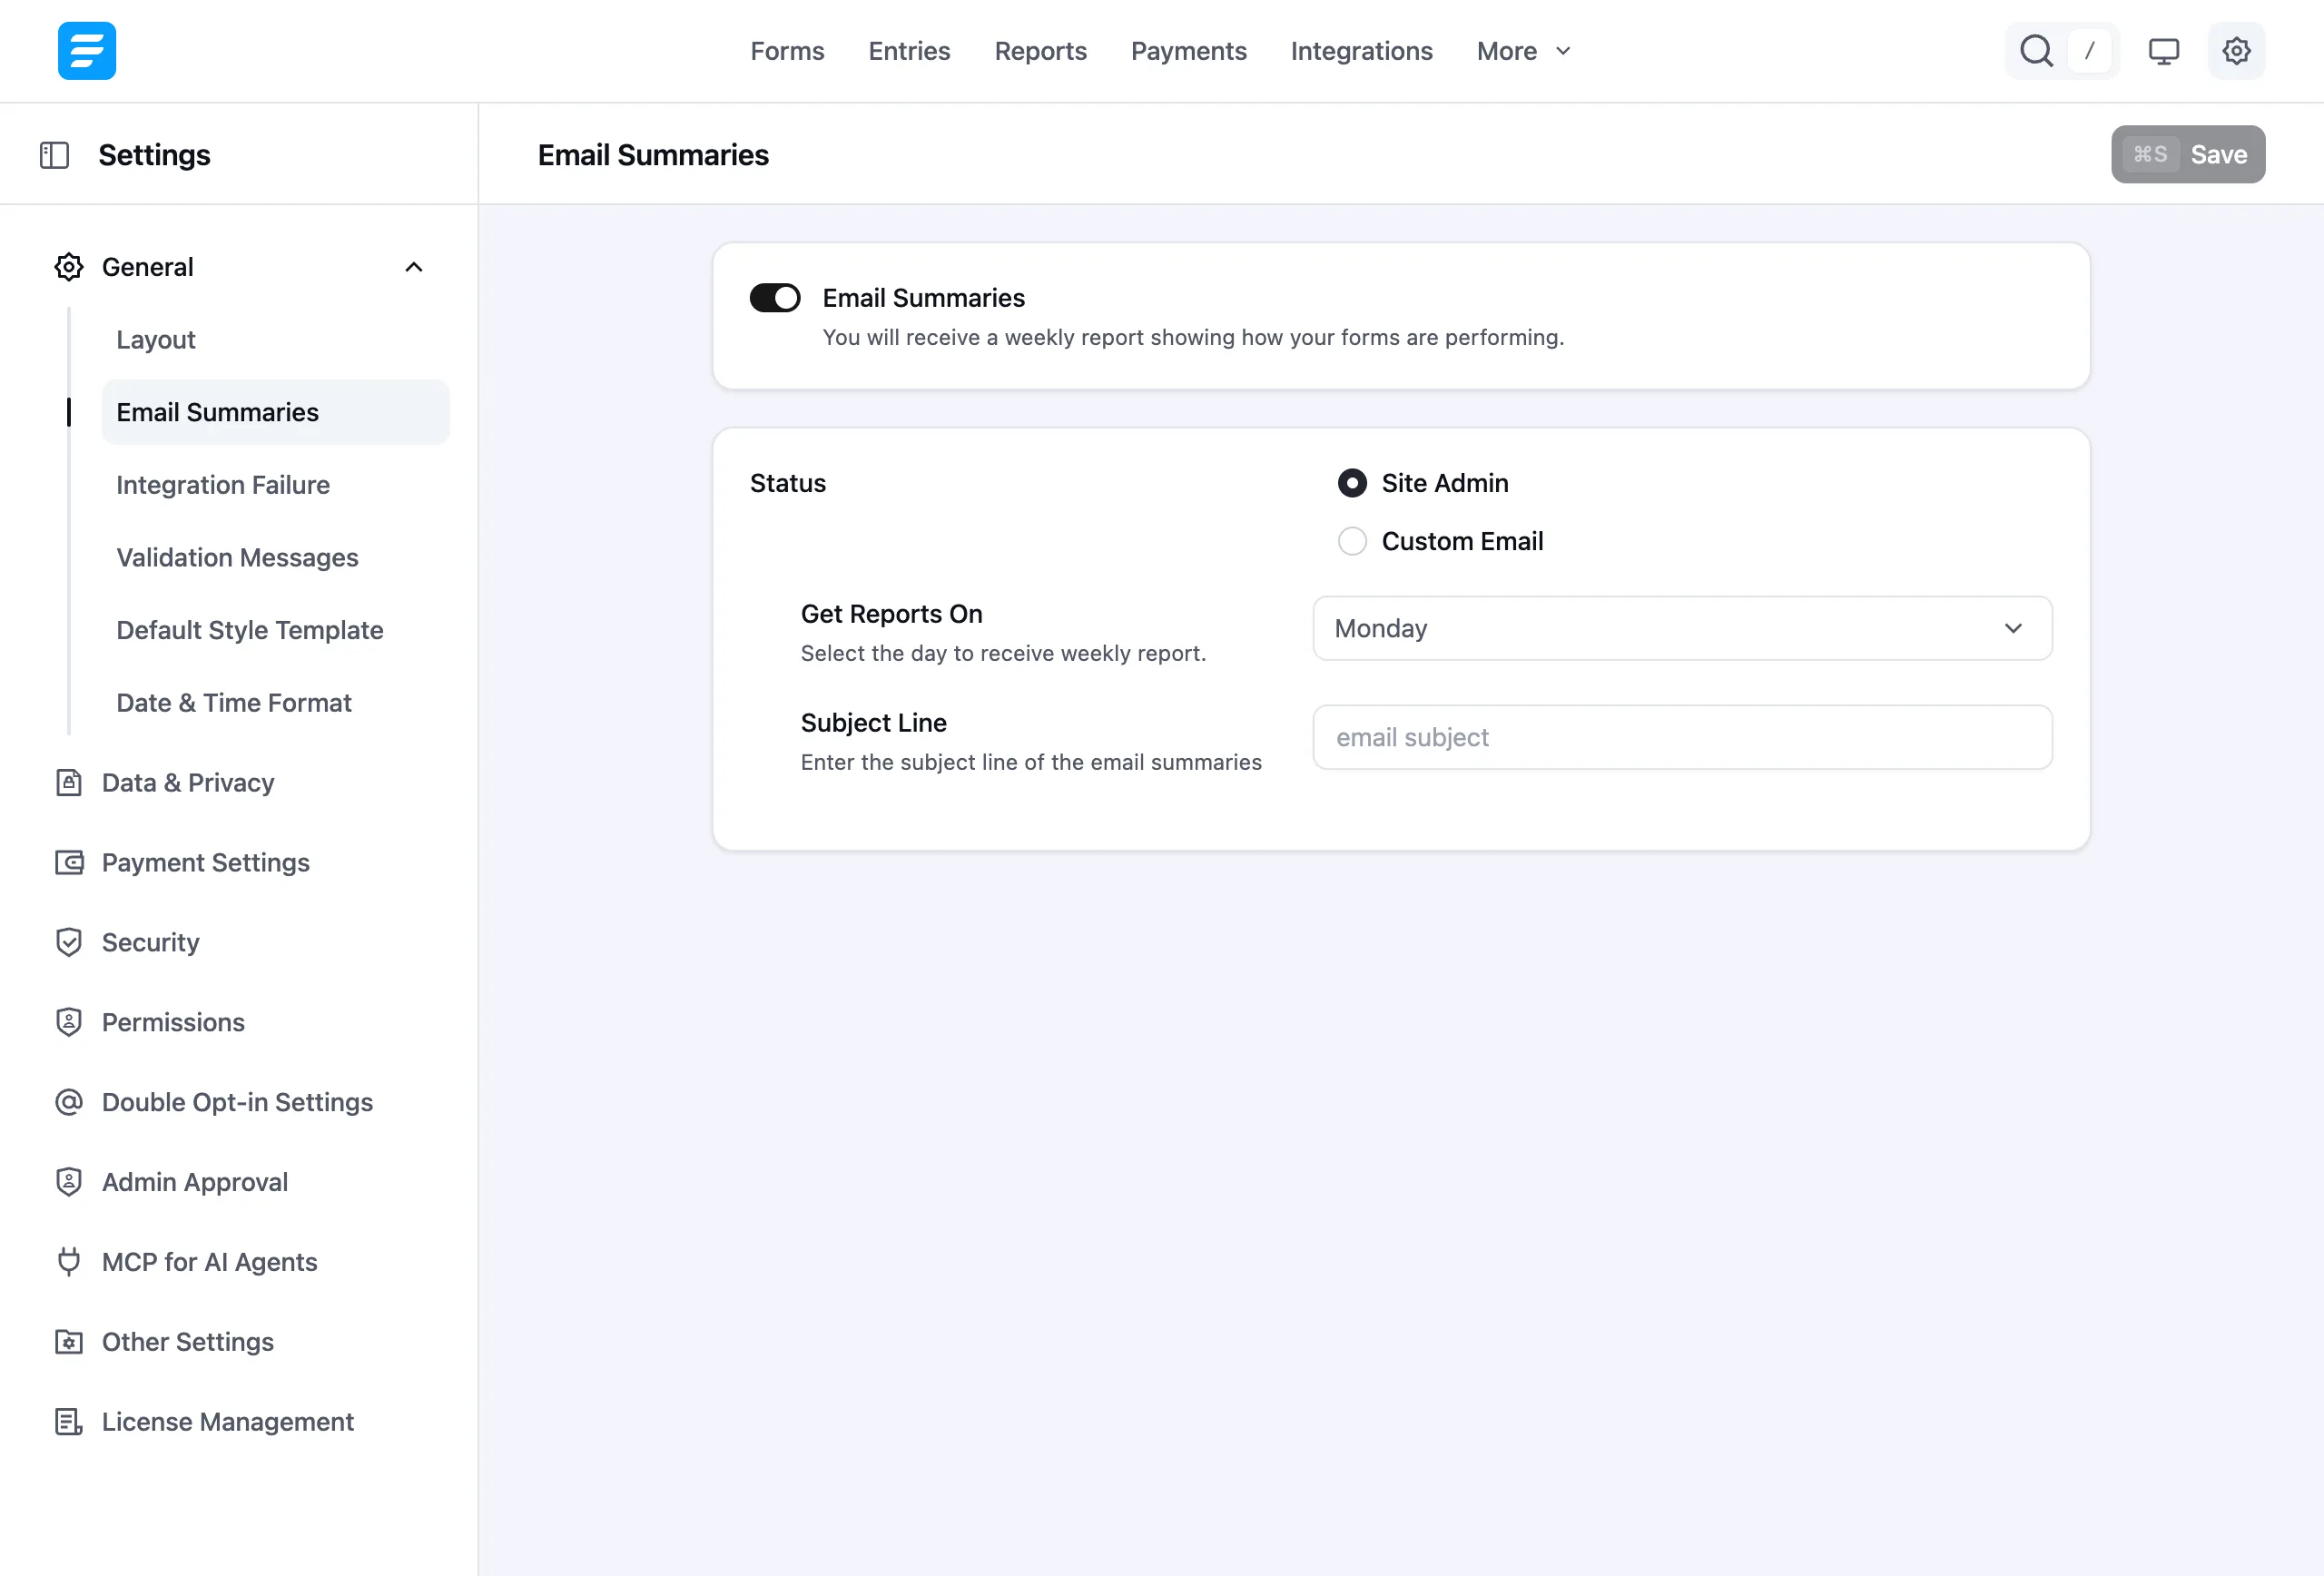 Forms Entries Reports Payments Integrations More /
Settings
Email Summaries
⌘S Save
General
Layout
Email Summaries
Integration Failure
Validation Messages
Default Style Template
Date & Time Format
Data & Privacy
Payment Settings
Security
Permissions
Double Opt-in Settings
Admin Approval
MCP for AI Agents
Other Settings
License Management
Email Summaries
You will receive a weekly report showing how your forms are performing.
Status
Site Admin
Custom Email
Get Reports On
Select the day to receive weekly report.
Monday
Subject Line
Enter the subject line of the email summaries
email subject